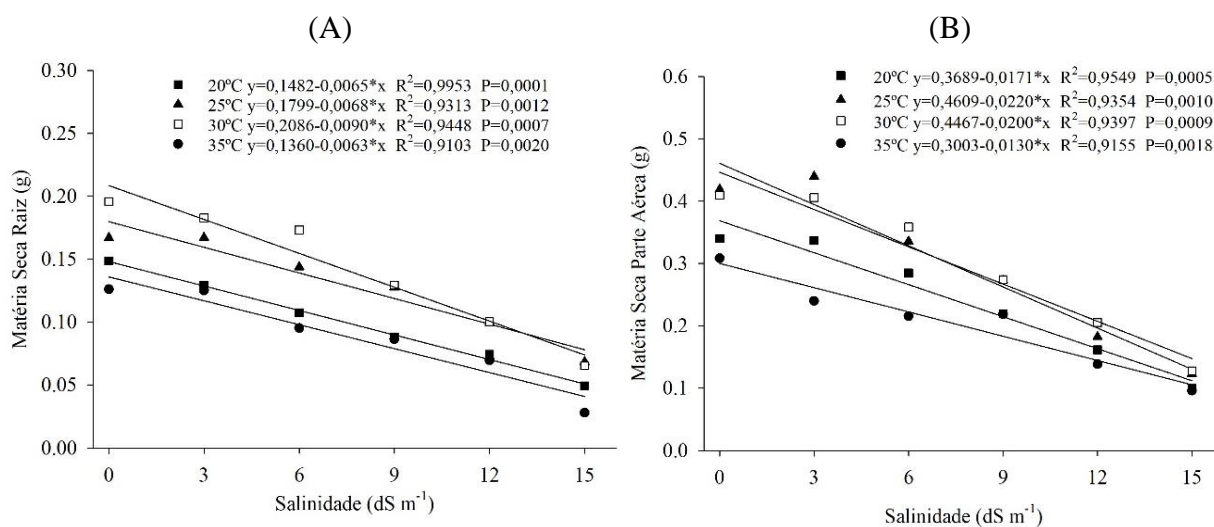 (A)
20ºC y=0,1482-0,0065*x R²=0,9953 P=0,0001
25ºC y=0,1799-0,0068*x R²=0,9313 P=0,0012
30ºC y=0,2086-0,0090*x R²=0,9448 P=0,0007
35ºC y=0,1360-0,0063*x R²=0,9103 P=0,0020
Matéria Seca Raiz (g)
0.30
0.25
0.20
0.15
0.10
0.05
0.00
0 3 6 9 12 15
Salinidade (dS m⁻¹)
(B)
20ºC y=0,3689-0,0171*x R²=0,9549 P=0,0005
25ºC y=0,4609-0,0220*x R²=0,9354 P=0,0010
30ºC y=0,4467-0,0200*x R²=0,9397 P=0,0009
35ºC y=0,3003-0,0130*x R²=0,9155 P=0,0018
Matéria Seca Parte Aérea (g)
0.6
0.5
0.4
0.3
0.2
0.1
0.0
0 3 6 9 12 15
Salinidade (dS m⁻¹)